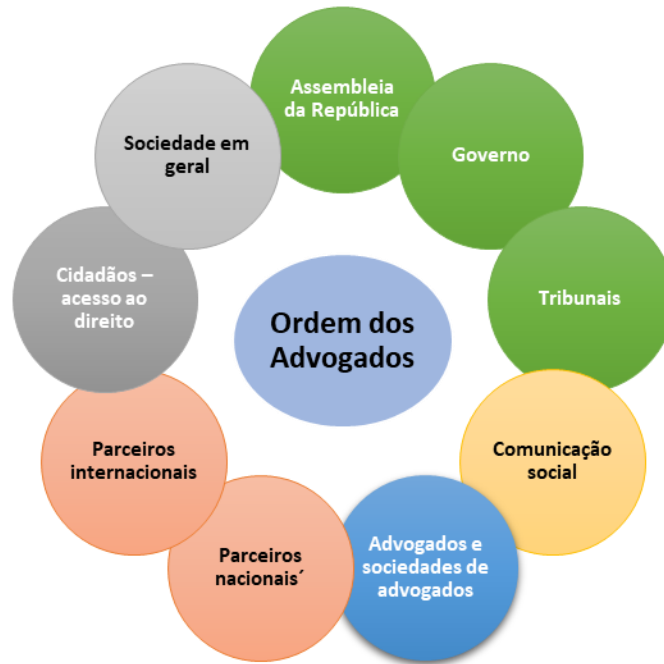 Assembleia
da República
Governo
Tribunais
Comunicação
social
Advogados e
sociedades de
advogados
Parceiros
nacionais´
Parceiros
internacionais
Cidadãos –
acesso ao
direito
Sociedade em
geral
Ordem dos
Advogados